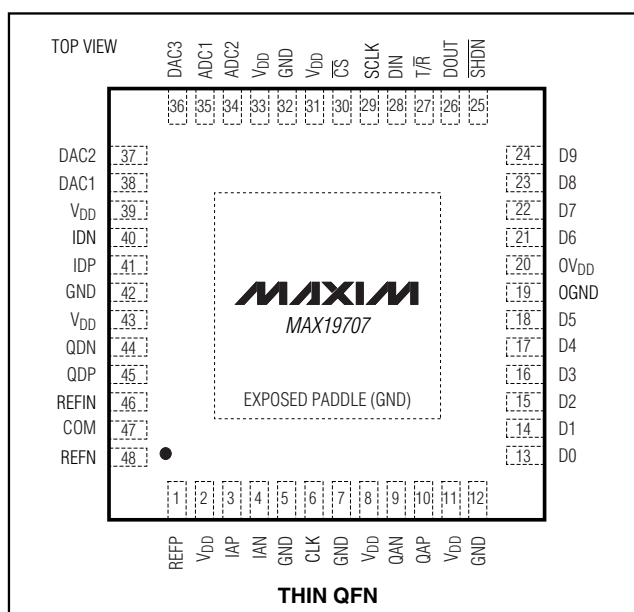 TOP VIEW
DAC3 ADC1 ADC2 VDD GND VDD CS SCLK DIN T/R DOUT SHDN
36 35 34 33 32 31 30 29 28 27 26 25
DAC2 37
DAC1 38
VDD 39
IDN 40
IDP 41
GND 42
VDD 43
QDN 44
QDP 45
REFIN 46
COM 47
REFN 48
MAXIM
MAX19707
EXPOSED PADDLE (GND)
24 D9
23 D8
22 D7
21 D6
20 OVDD
19 OGND
18 D5
17 D4
16 D3
15 D2
14 D1
13 D0
1 2 3 4 5 6 7 8 9 10 11 12
REFP VDD IAP IAN GND CLK GND VDD QAN QAP VDD GND
THIN QFN